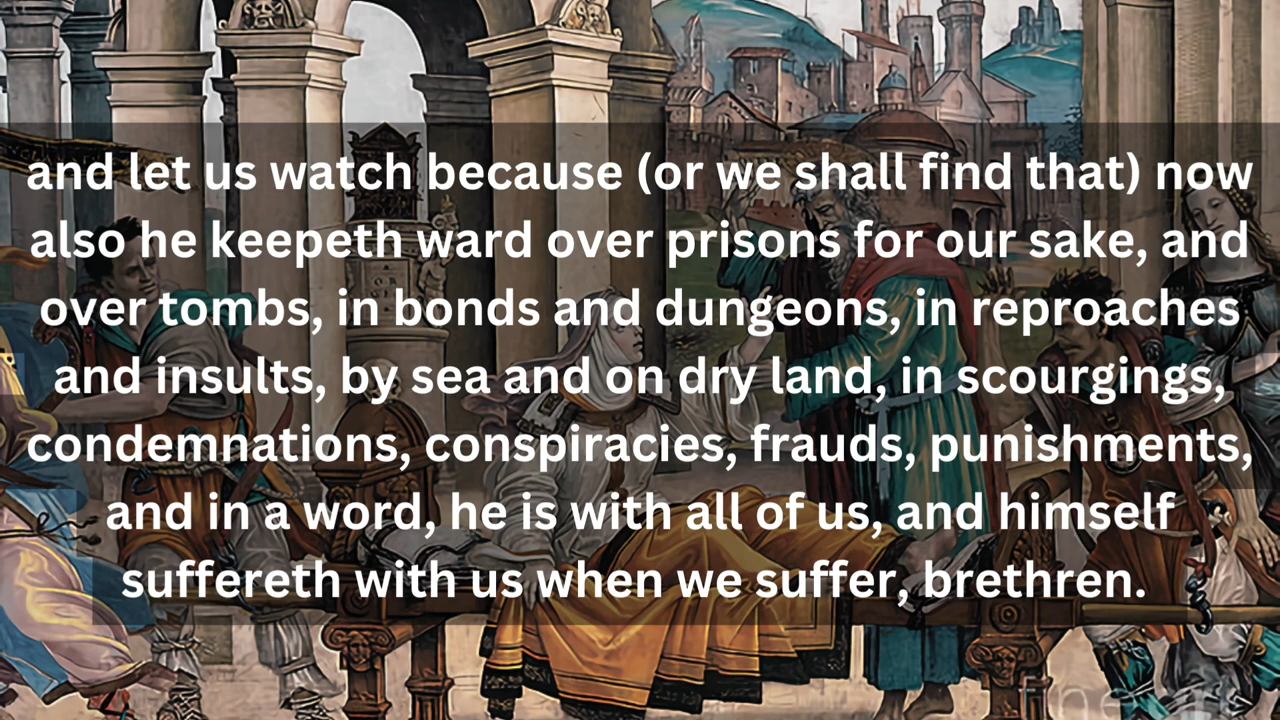 and let us watch because (or we shall find that) now
also he keepeth ward over prisons for our sake, and
over tombs, in bonds and dungeons, in reproaches
and insults, by sea and on dry land, in scourgings,
condemnations, conspiracies, frauds, punishments,
and in a word, he is with all of us, and himself
suffereth with us when we suffer, brethren.